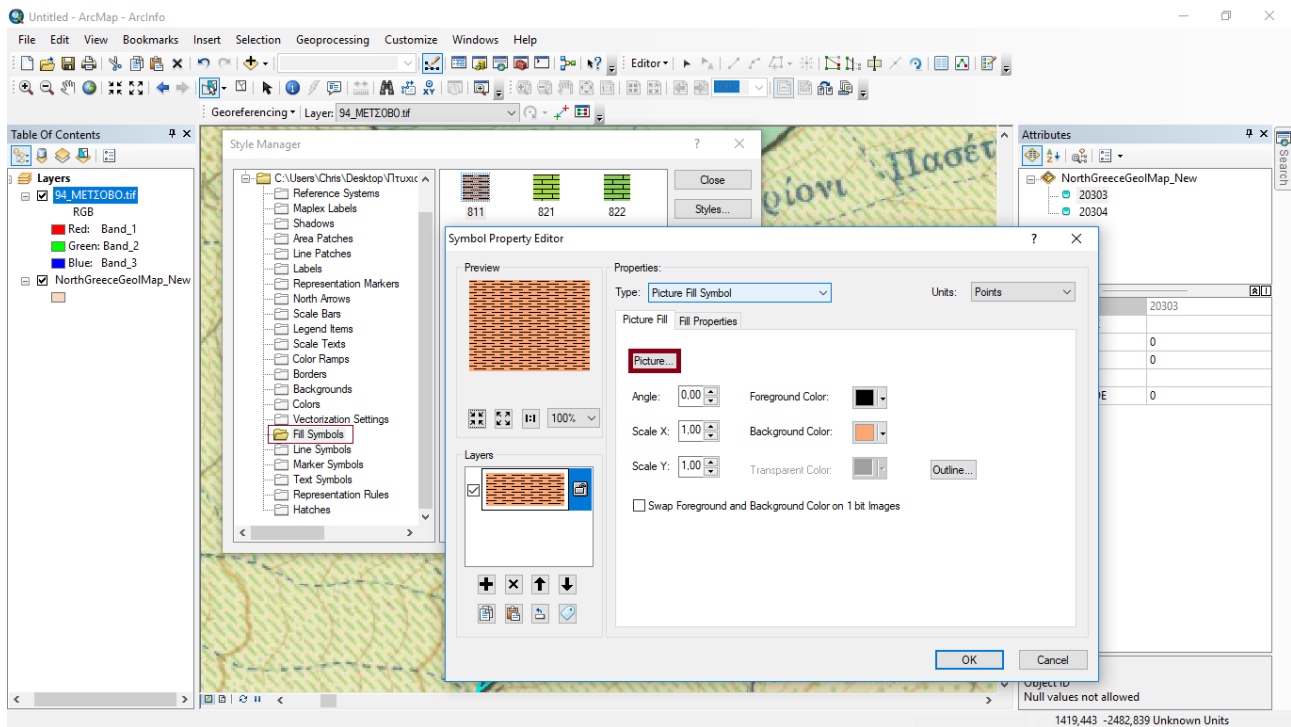 Untitled - ArcMap - ArcInfo
File Edit View Bookmarks Insert Selection Geoprocessing Customize Windows Help
Editor
100%
Georeferencing Layer: 94_ΜΕΤΣΟΒΟ.tif
Table Of Contents
Layers
94_ΜΕΤΣΟΒΟ.tif
RGB
Red: Band_1
Green: Band_2
Blue: Band_3
NorthGreeceGeolMap_New
Style Manager
C:\Users\Chris\Desktop\Πτυχις
Reference Systems
Maplex Labels
Shadows
Area Patches
Line Patches
Labels
Representation Markers
North Arrows
Scale Bars
Legend Items
Scale Texts
Color Ramps
Borders
Backgrounds
Colors
Vectorization Settings
Fill Symbols
Line Symbols
Marker Symbols
Text Symbols
Representation Rules
Hatches
811 821 822
Close
Styles...
Symbol Property Editor
Preview
100%
Layers
Properties:
Type: Picture Fill Symbol
Units: Points
Picture Fill Fill Properties
Picture...
Angle: 0,00 Foreground Color:
Scale X: 1,00 Background Color:
Scale Y: 1,00 Transparent Color: Outline...
Swap Foreground and Background Color on 1 bit Images
OK Cancel
Attributes
NorthGreeceGeolMap_New
20303
20304
20303
0
0
E 0
Object ID
Null values not allowed
Search
1419,443 -2482,839 Unknown Units